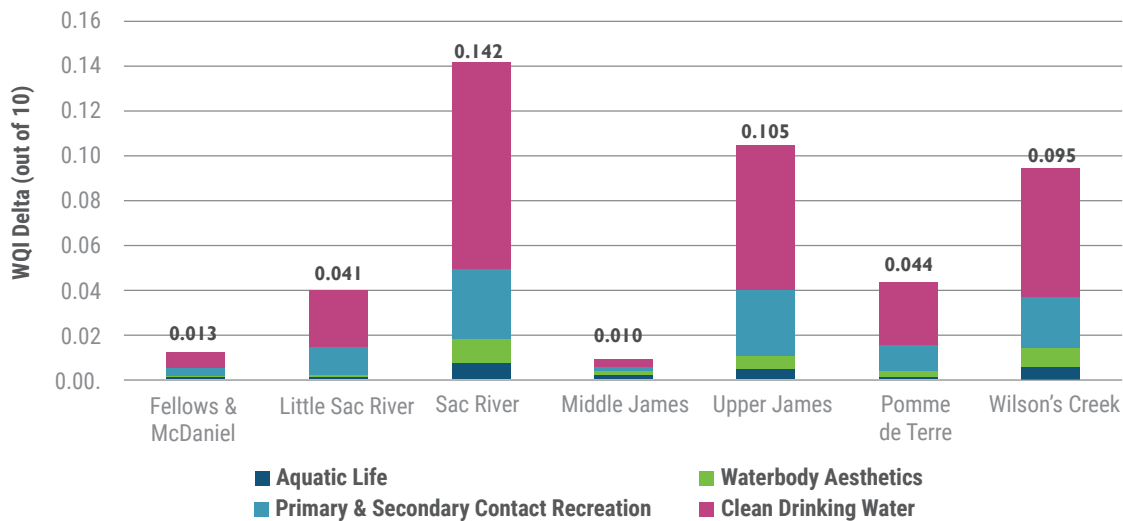 WQI Delta (out of 10)
0.16
0.14
0.12
0.10
0.08
0.06
0.04
0.02
0.00.
0.013
0.041
0.142
0.010
0.105
0.044
0.095
Fellows &
McDaniel
Little Sac River
Sac River
Middle James
Upper James
Pomme
de Terre
Wilson's Creek
Aquatic Life
Waterbody Aesthetics
Primary & Secondary Contact Recreation
Clean Drinking Water